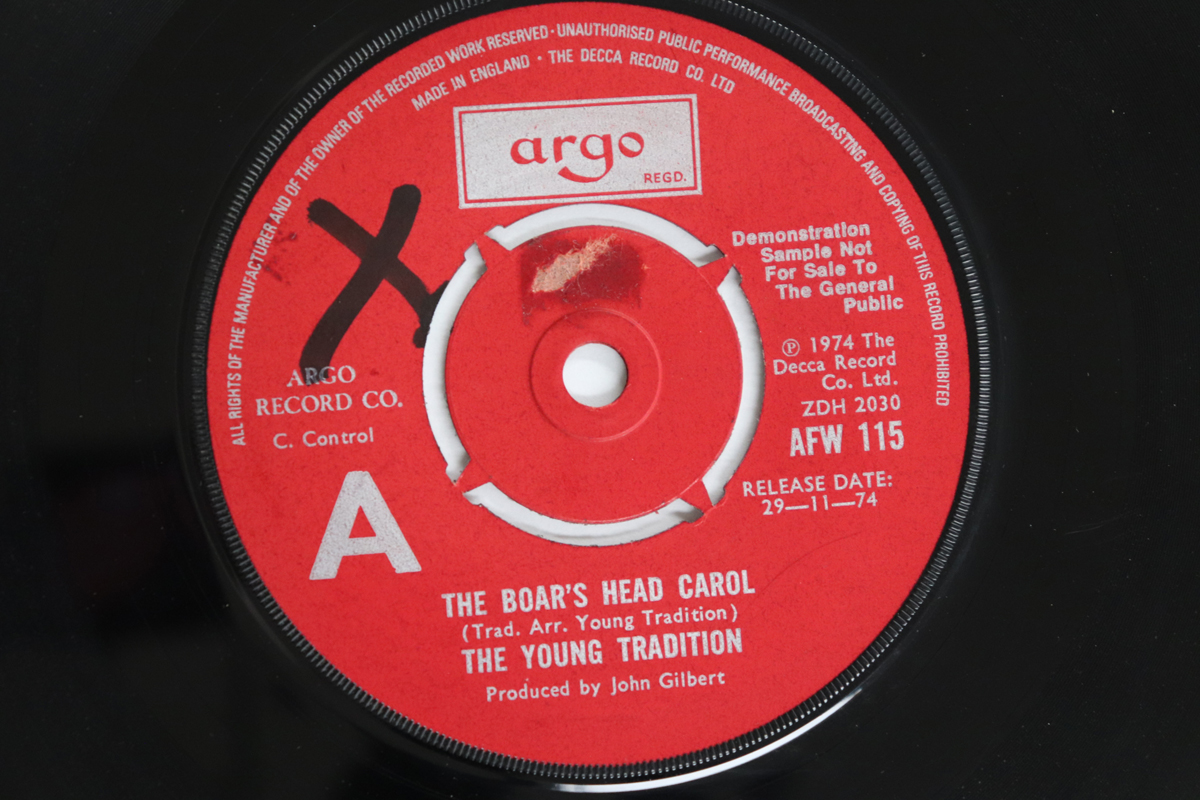 ALL RIGHTS OF THE MANUFACTURER AND OF THE OWNER OF THE RECORDED WORK RESERVED · UNAUTHORISED PUBLIC PERFORMANCE BROADCASTING AND COPYING OF THIS RECORD PROHIBITED
MADE IN ENGLAND · THE DECCA RECORD CO. LTD
argo
REGD.
X
Demonstration
Sample Not
For Sale To
The General
Public
Ⓟ 1974 The
Decca Record
Co. Ltd.
ZDH 2030
AFW 115
RELEASE DATE:
29—11—74
ARGO
RECORD CO.
C. Control
A
THE BOAR'S HEAD CAROL
(Trad. Arr. Young Tradition)
THE YOUNG TRADITION
Produced by John Gilbert